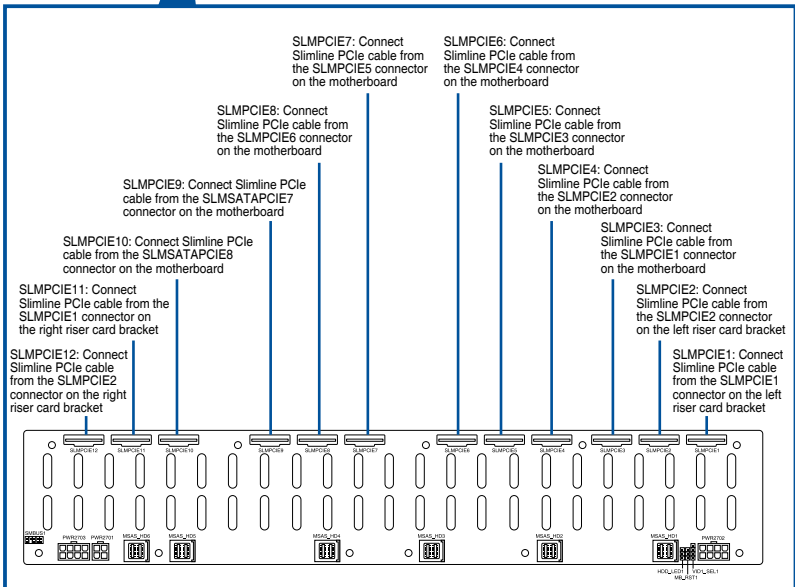 SLMPCIE7: Connect
Slimline PCIe cable from
the SLMPCIE5 connector
on the motherboard
SLMPCIE6: Connect
Slimline PCIe cable from
the SLMPCIE4 connector
on the motherboard
SLMPCIE8: Connect
Slimline PCIe cable from
the SLMPCIE6 connector
on the motherboard
SLMPCIE5: Connect
Slimline PCIe cable from
the SLMPCIE3 connector
on the motherboard
SLMPCIE9: Connect Slimline PCIe
cable from the SLMSATAPCIE7
connector on the motherboard
SLMPCIE4: Connect
Slimline PCIe cable from
the SLMPCIE2 connector
on the motherboard
SLMPCIE10: Connect Slimline PCIe
cable from the SLMSATAPCIE8
connector on the motherboard
SLMPCIE3: Connect
Slimline PCIe cable from
the SLMPCIE1 connector
on the motherboard
SLMPCIE11: Connect
Slimline PCIe cable from the
SLMPCIE1 connector on
the right riser card bracket
SLMPCIE2: Connect
Slimline PCIe cable from
the SLMPCIE2 connector
on the left riser card bracket
SLMPCIE12: Connect
Slimline PCIe cable
from the SLMPCIE2
connector on the right
riser card bracket
SLMPCIE1: Connect
Slimline PCIe cable
from the SLMPCIE1
connector on the left
riser card bracket
SLMPCIE12
SLMPCIE11
SLMPCIE10
SLMPCIE9
SLMPCIE8
SLMPCIE7
SLMPCIE6
SLMPCIE5
SLMPCIE4
SLMPCIE3
SLMPCIE2
SLMPCIE1
SMBUS1
PWR2703
PWR2701
MSAS_HD6
MSAS_HD5
MSAS_HD4
MSAS_HD3
MSAS_HD2
MSAS_HD1
PWR2702
HDD_LED1
VID1_SEL1
MB_RST1